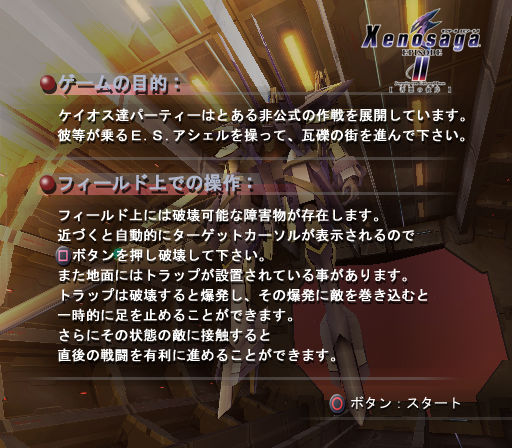 Xenosaga
EPISODE
II
ゲームの目的：
ケイオス達パーティーはとある非公式の作戦を展開しています。
彼等が乗るＥ.Ｓ.アシェルを操って、瓦礫の街を進んで下さい。
フィールド上での操作：
フィールド上には破壊可能な障害物が存在します。
近づくと自動的にターゲットカーソルが表示されるので
□ボタンを押し破壊して下さい。
また地面にはトラップが設置されている事があります。
トラップは破壊すると爆発し、その爆発に敵を巻き込むと
一時的に足を止めることができます。
さらにその状態の敵に接触すると
直後の戦闘を有利に進めることができます。
○ボタン：スタート